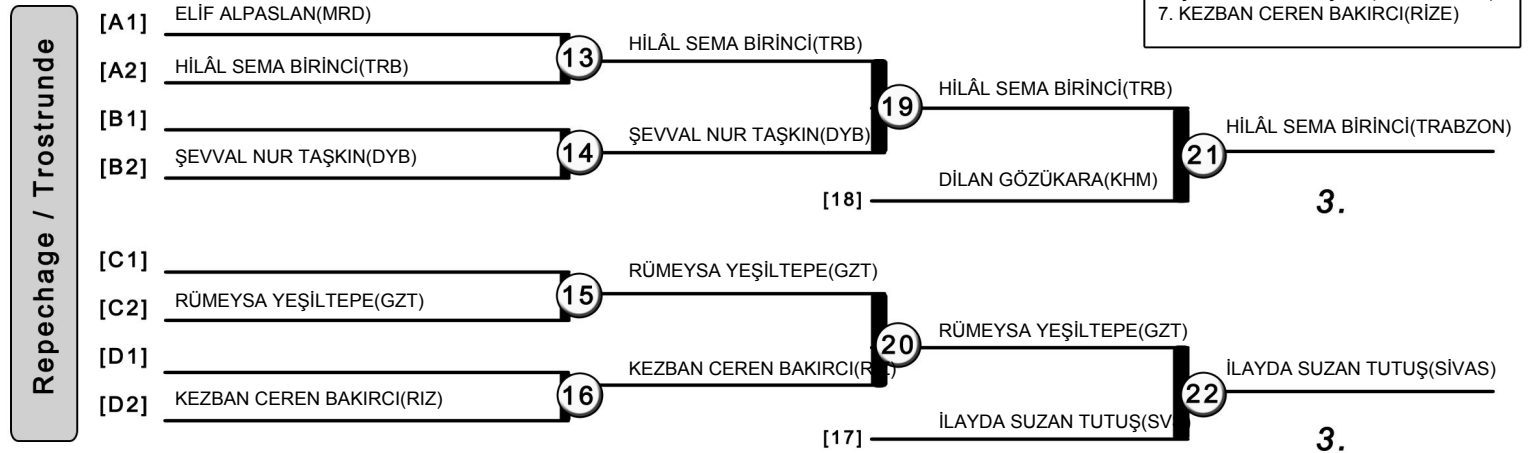 7. KEZBAN CEREN BAKIRCI(RİZE)
Repechage / Trostrunde
[A1] ELİF ALPASLAN(MRD)
[A2] HİLÂL SEMA BİRİNCİ(TRB)
13
HİLÂL SEMA BİRİNCİ(TRB)
[B1]
[B2] ŞEVVAL NUR TAŞKIN(DYB)
14
ŞEVVAL NUR TAŞKIN(DYB)
19
HİLÂL SEMA BİRİNCİ(TRB)
[18] DİLAN GÖZÜKARA(KHM)
21
HİLÂL SEMA BİRİNCİ(TRABZON)
3.
[C1]
[C2] RÜMEYSA YEŞİLTEPE(GZT)
15
RÜMEYSA YEŞİLTEPE(GZT)
[D1]
[D2] KEZBAN CEREN BAKIRCI(RIZ)
16
KEZBAN CEREN
20
RÜMEYSA YEŞİLTEPE(GZT)
[17] İLAYDA SUZAN
22
İLAYDA SUZAN TUTUŞ(SİVAS)
3.